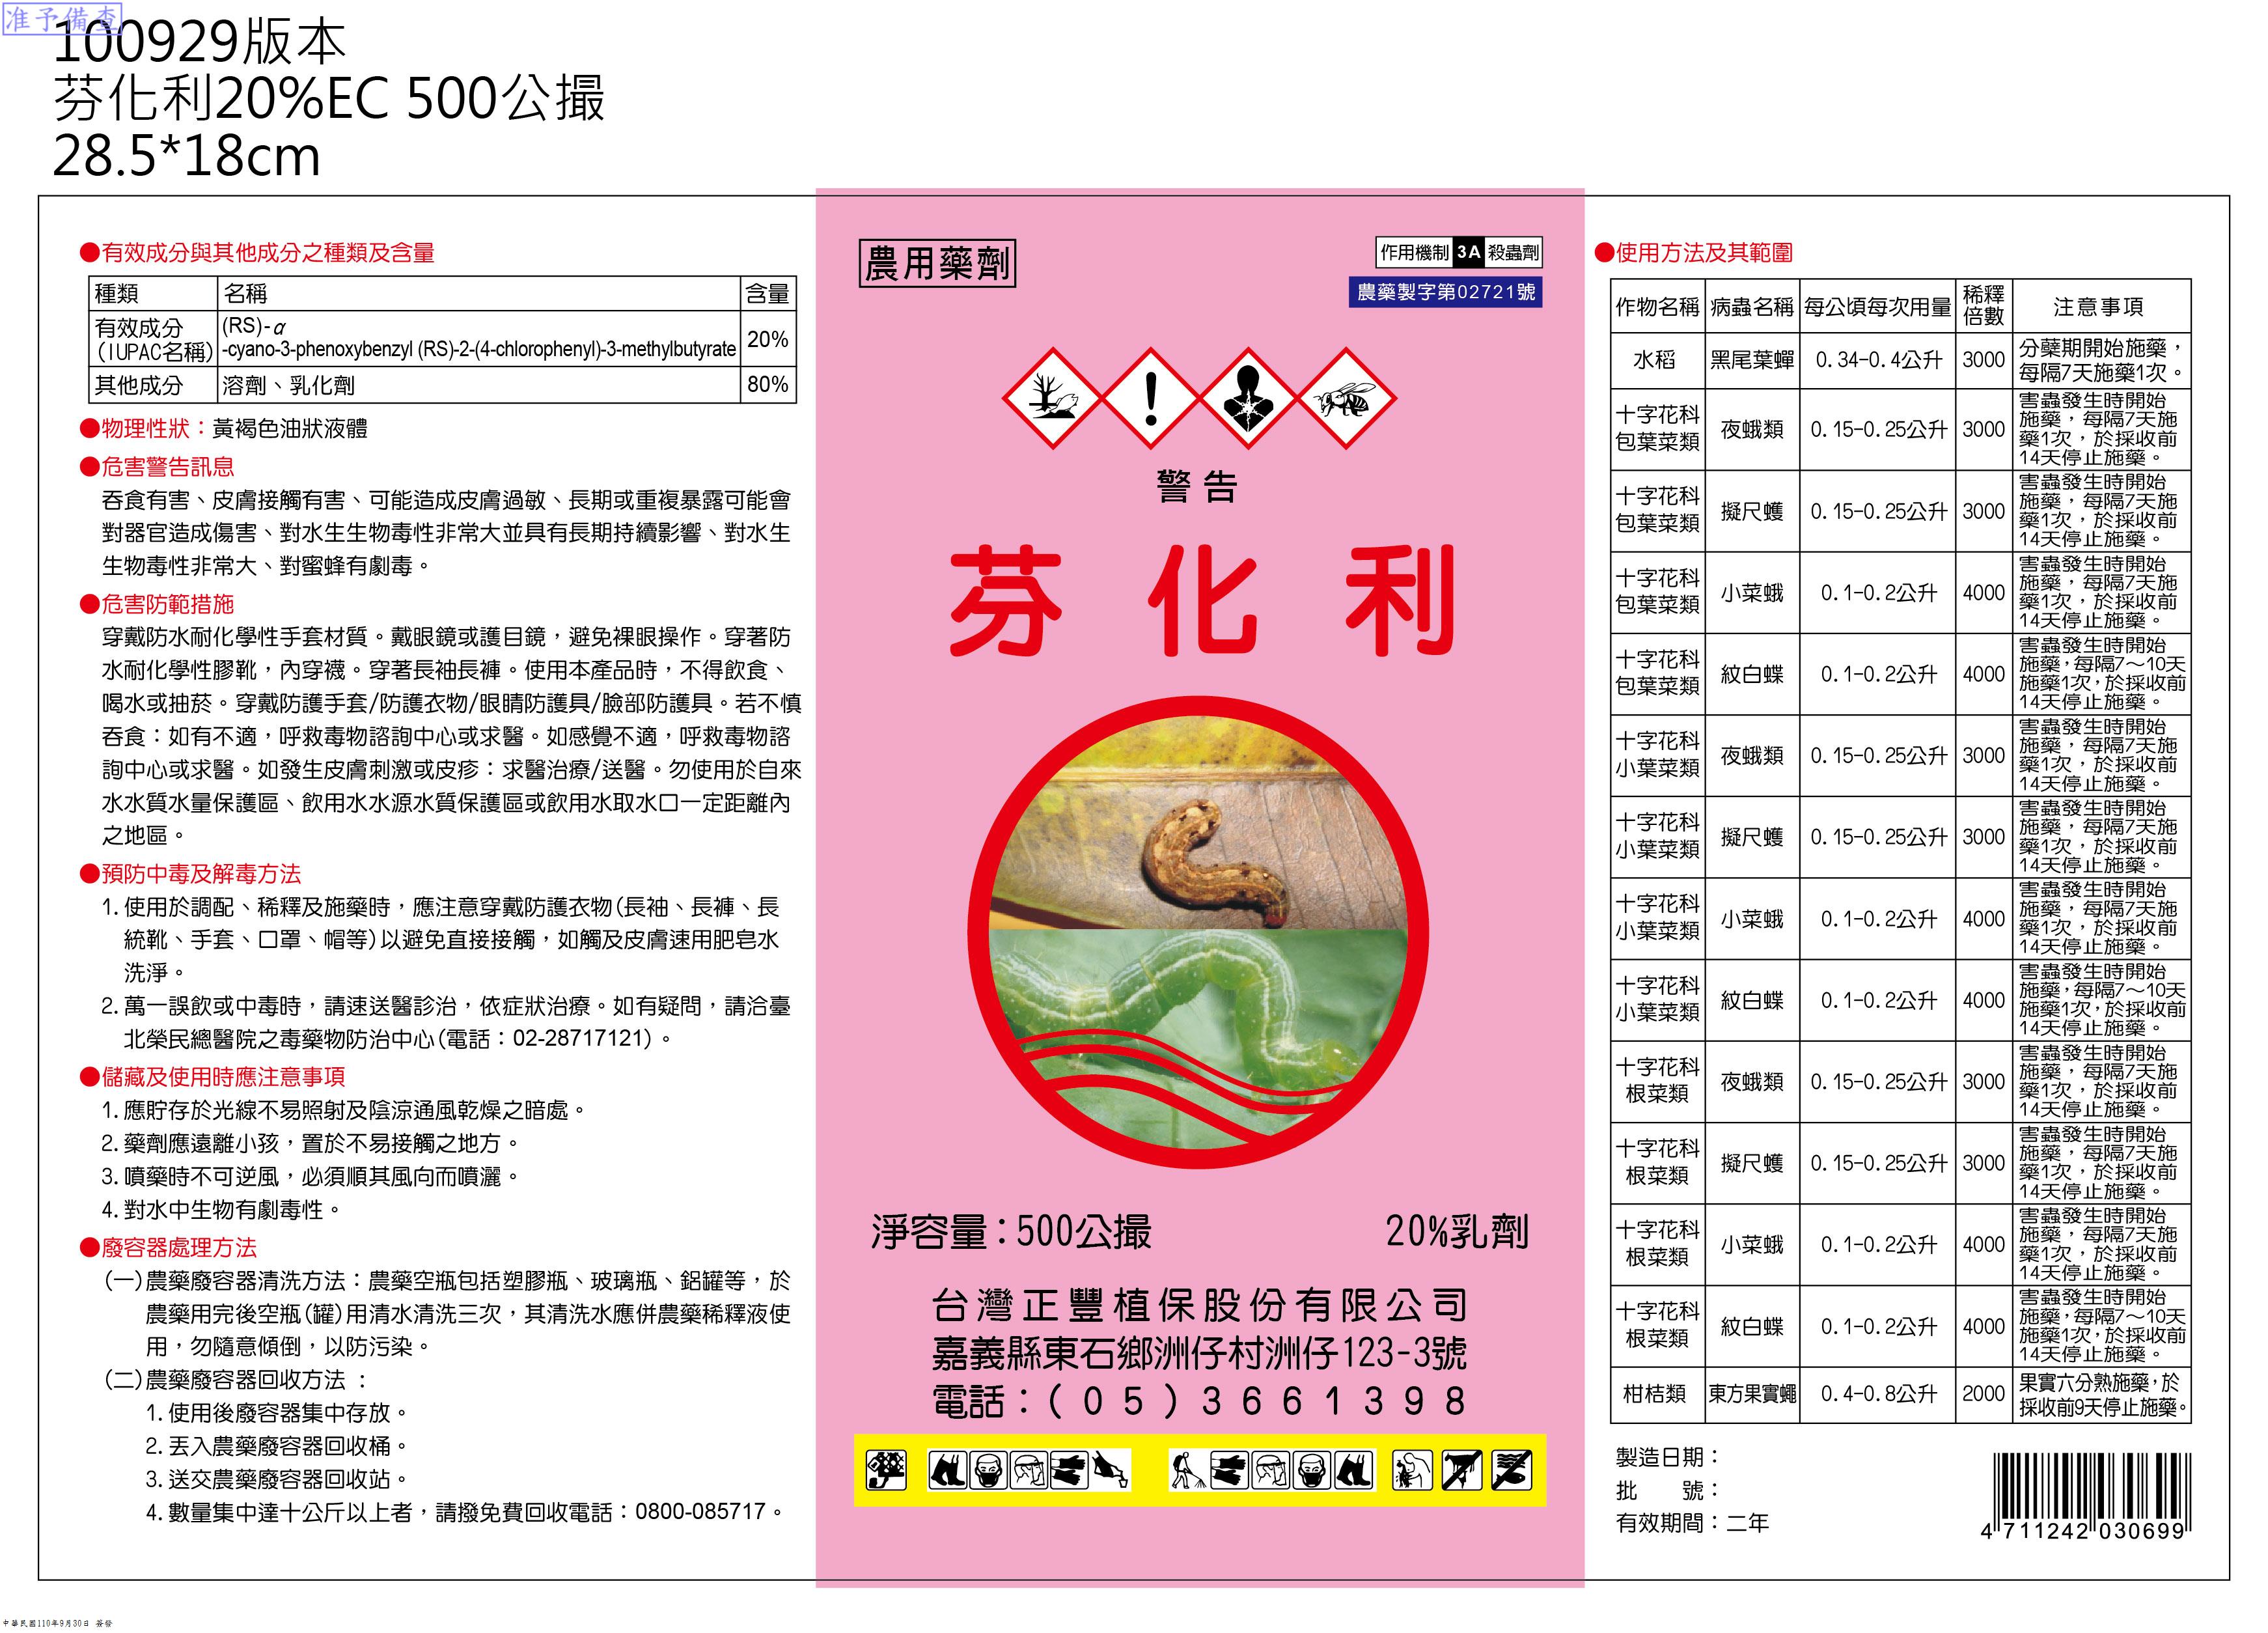 准予備查
100929版本
芬化利20%EC 500公撮
28.5*18cm
●有效成分與其他成分之種類及含量
種類 名稱 含量
有效成分 (RS)-α
(IUPAC名稱) -cyano-3-phenoxybenzyl (RS)-2-(4-chlorophenyl)-3-methylbutyrate 20%
其他成分 溶劑、乳化劑 80%
●物理性狀：黃褐色油狀液體
●危害警告訊息
吞食有害、皮膚接觸有害、可能造成皮膚過敏、長期或重複暴露可能會
對器官造成傷害、對水生生物毒性非常大並具有長期持續影響、對水生
生物毒性非常大、對蜜蜂有劇毒。
●危害防範措施
穿戴防水耐化學性手套材質。戴眼鏡或護目鏡，避免裸眼操作。穿著防
水耐化學性膠靴，內穿襪。穿著長袖長褲。使用本產品時，不得飲食、
喝水或抽菸。穿戴防護手套/防護衣物/眼睛防護具/臉部防護具。若不慎
吞食：如有不適，呼救毒物諮詢中心或求醫。如感覺不適，呼救毒物諮
詢中心或求醫。如發生皮膚刺激或皮疹：求醫治療/送醫。勿使用於自來
水水質水量保護區、飲用水水源水質保護區或飲用水取水口一定距離內
之地區。
●預防中毒及解毒方法
1.使用於調配、稀釋及施藥時，應注意穿戴防護衣物(長袖、長褲、長
統靴、手套、口罩、帽等)以避免直接接觸，如觸及皮膚速用肥皂水
洗淨。
2.萬一誤飲或中毒時，請速送醫診治，依症狀治療。如有疑問，請洽臺
北榮民總醫院之毒藥物防治中心(電話：02-28717121)。
●儲藏及使用時應注意事項
1.應貯存於光線不易照射及陰涼通風乾燥之暗處。
2.藥劑應遠離小孩，置於不易接觸之地方。
3.噴藥時不可逆風，必須順其風向而噴灑。
4.對水中生物有劇毒性。
●廢容器處理方法
(一)農藥廢容器清洗方法：農藥空瓶包括塑膠瓶、玻璃瓶、鋁罐等，於
農藥用完後空瓶(罐)用清水清洗三次，其清洗水應併農藥稀釋液使
用，勿隨意傾倒，以防污染。
(二)農藥廢容器回收方法：
1.使用後廢容器集中存放。
2.丟入農藥廢容器回收桶。
3.送交農藥廢容器回收站。
4.數量集中達十公斤以上者，請撥免費回收電話：0800-085717。
農用藥劑
作用機制 3A 殺蟲劑
農藥製字第02721號
警告
芬化利
淨容量：500公撮 20%乳劑
台灣正豐植保股份有限公司
嘉義縣東石鄉洲仔村洲仔123-3號
電話：(05)3661398
●使用方法及其範圍
作物名稱 病蟲名稱 每公頃每次用量 稀釋倍數 注意事項
水稻 黑尾葉蟬 0.34-0.4公升 3000 分蘗期開始施藥，每隔7天施藥1次。
十字花科包葉菜類 夜蛾類 0.15-0.25公升 3000 害蟲發生時開始施藥，每隔7天施藥1次，於採收前14天停止施藥。
十字花科包葉菜類 擬尺蠖 0.15-0.25公升 3000 害蟲發生時開始施藥，每隔7天施藥1次，於採收前14天停止施藥。
十字花科包葉菜類 小菜蛾 0.1-0.2公升 4000 害蟲發生時開始施藥，每隔7天施藥1次，於採收前14天停止施藥。
十字花科包葉菜類 紋白蝶 0.1-0.2公升 4000 害蟲發生時開始施藥，每隔7～10天施藥1次，於採收前14天停止施藥。
十字花科小葉菜類 夜蛾類 0.15-0.25公升 3000 害蟲發生時開始施藥，每隔7天施藥1次，於採收前14天停止施藥。
十字花科小葉菜類 擬尺蠖 0.15-0.25公升 3000 害蟲發生時開始施藥，每隔7天施藥1次，於採收前14天停止施藥。
十字花科小葉菜類 小菜蛾 0.1-0.2公升 4000 害蟲發生時開始施藥，每隔7天施藥1次，於採收前14天停止施藥。
十字花科小葉菜類 紋白蝶 0.1-0.2公升 4000 害蟲發生時開始施藥，每隔7～10天施藥1次，於採收前14天停止施藥。
十字花科根菜類 夜蛾類 0.15-0.25公升 3000 害蟲發生時開始施藥，每隔7天施藥1次，於採收前14天停止施藥。
十字花科根菜類 擬尺蠖 0.15-0.25公升 3000 害蟲發生時開始施藥，每隔7天施藥1次，於採收前14天停止施藥。
十字花科根菜類 小菜蛾 0.1-0.2公升 4000 害蟲發生時開始施藥，每隔7天施藥1次，於採收前14天停止施藥。
十字花科根菜類 紋白蝶 0.1-0.2公升 4000 害蟲發生時開始施藥，每隔7～10天施藥1次，於採收前14天停止施藥。
柑桔類 東方果實蠅 0.4-0.8公升 2000 果實六分熟施藥，於採收前9天停止施藥。
製造日期：
批　　號：
有效期間：二年
4 711242 030699
中華民國110年9月30日 簽發